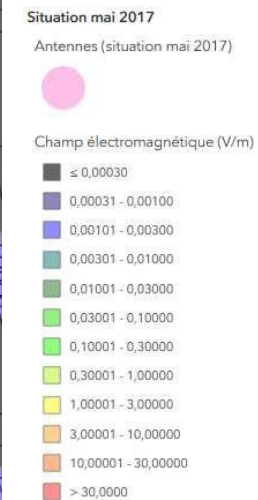 Situation mai 2017
Antennes (situation mai 2017)
Champ électromagnétique (V/m)
≤ 0,00030
0,00031 - 0,00100
0,00101 - 0,00300
0,00301 - 0,01000
0,01001 - 0,03000
0,03001 - 0,10000
0,10001 - 0,30000
0,30001 - 1,00000
1,00001 - 3,00000
3,00001 - 10,00000
10,00001 - 30,00000
> 30,0000